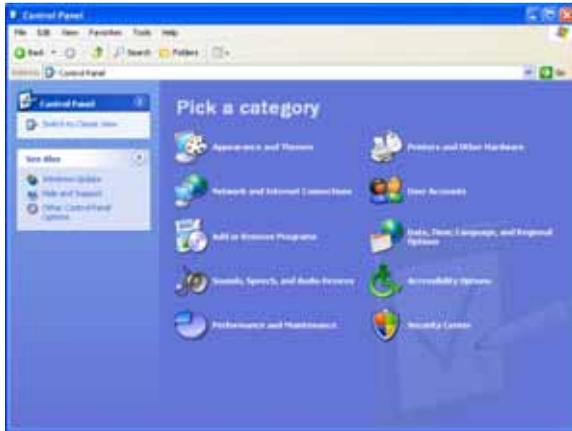 Control Panel
File Edit View Favorites Tools Help
Back Search Folders
Address Control Panel Go
Control Panel
Switch to Classic View
See Also
Windows Update
Help and Support
Other Control Panel
Options
Pick a category
Appearance and Themes
Printers and Other Hardware
Network and Internet Connections
User Accounts
Add or Remove Programs
Date, Time, Language, and Regional
Options
Sounds, Speech, and Audio Devices
Accessibility Options
Performance and Maintenance
Security Center